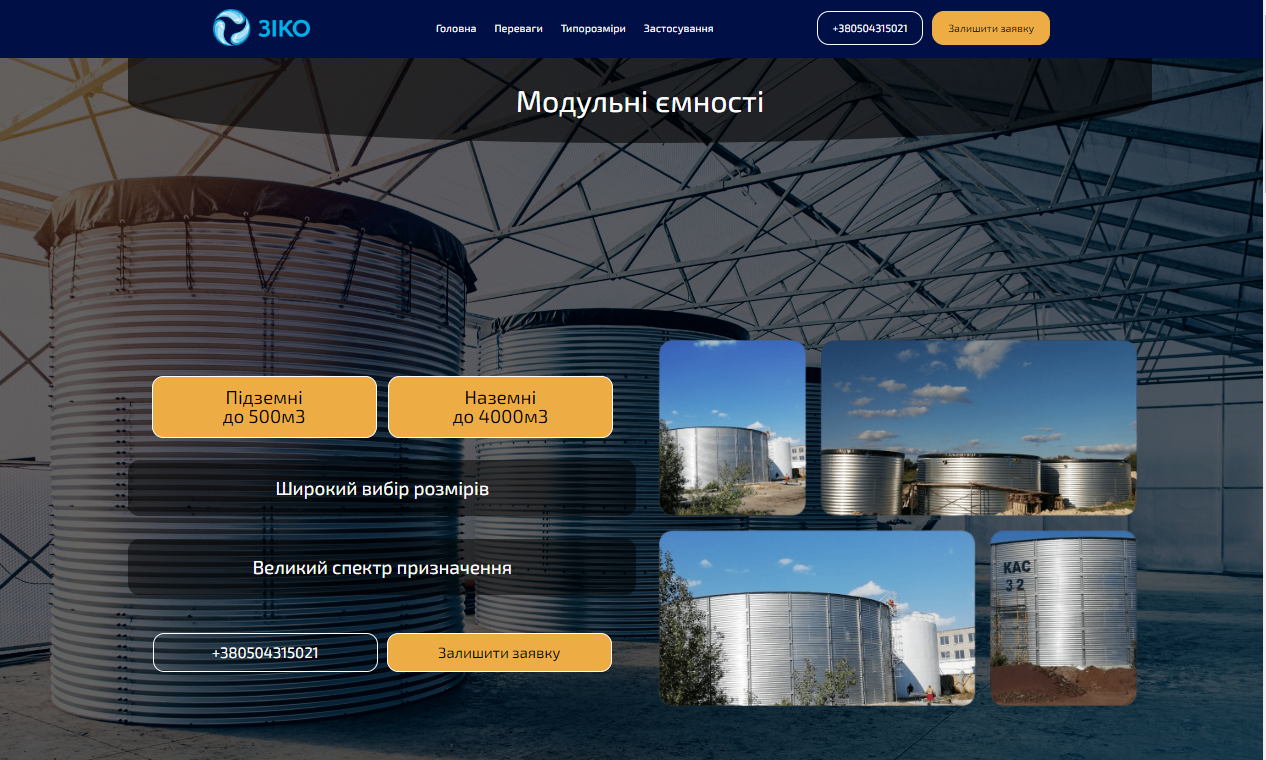 ЗІКО
Головна Переваги Типорозміри Застосування
+380504315021
Залишити заявку
Модульні ємності
Підземні
до 500м3
Наземні
до 4000м3
Широкий вибір розмірів
Великий спектр призначення
+380504315021
Залишити заявку
КАС
32